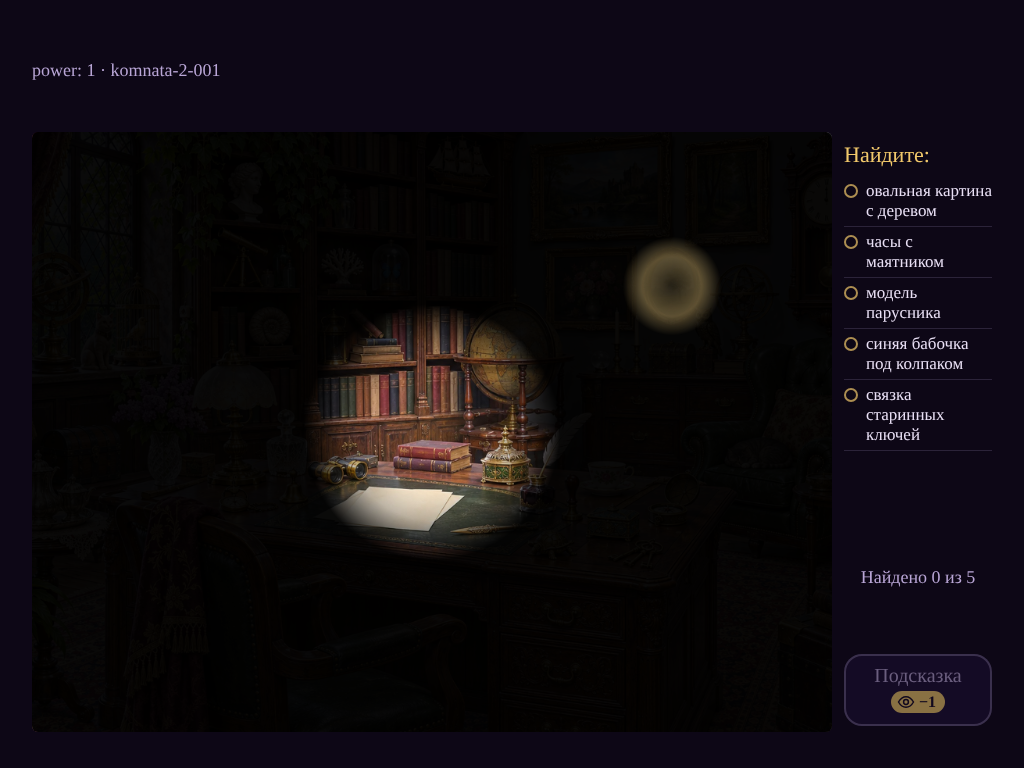 power: 1 · komnata-2-001
Найдите:
овальная картина
с деревом
часы с
маятником
модель
парусника
синяя бабочка
под колпаком
связка
старинных
ключей
Найдено 0 из 5
Подсказка
−1